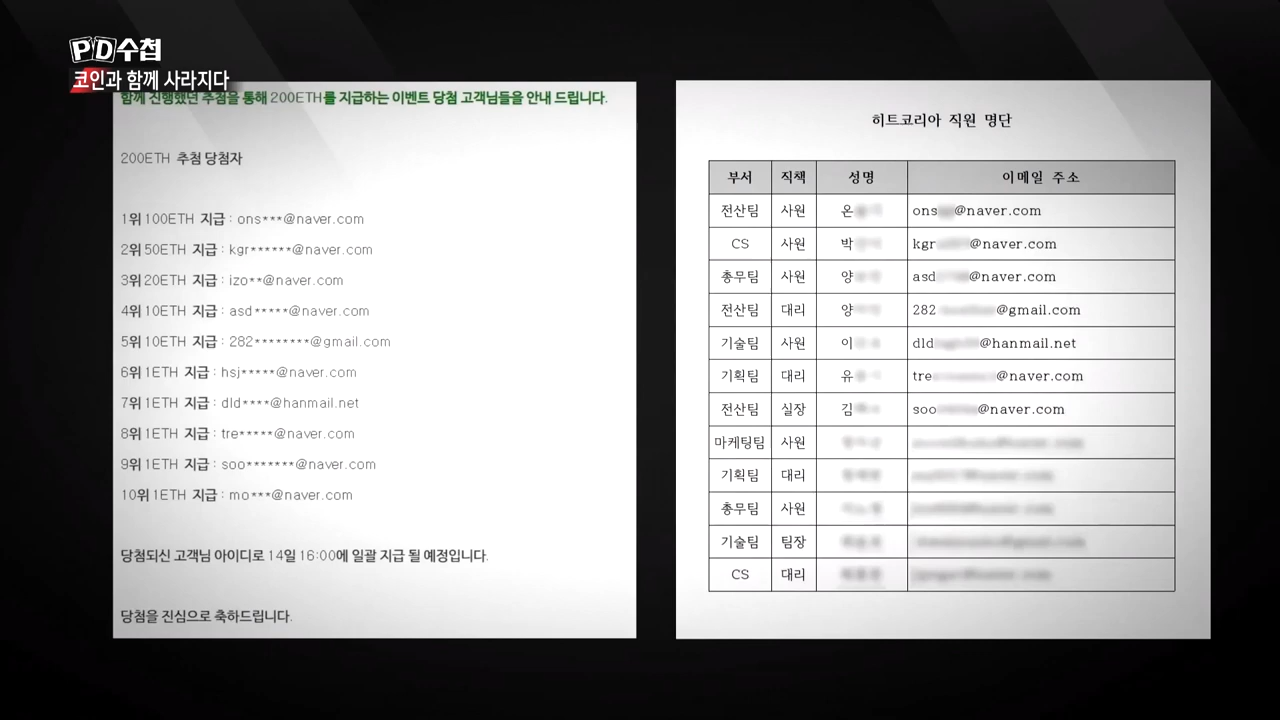 PD수첩
코인과 함께 사라지다
함께 진행했던 추첨을 통해 200ETH를 지급하는 이벤트 당첨 고객님들을 안내 드립니다.
200ETH 추첨 당첨자
1위 100ETH 지급 : ons***@naver.com
2위 50ETH 지급 : kgr******@naver.com
3위 20ETH 지급 : izo**@naver.com
4위 10ETH 지급 : asd*****@naver.com
5위 10ETH 지급 : 282********@gmail.com
6위 1ETH 지급 : hsj*****@naver.com
7위 1ETH 지급 : dld****@hanmail.net
8위 1ETH 지급 : tre*****@naver.com
9위 1ETH 지급 : soo*******@naver.com
10위 1ETH 지급 : mo***@naver.com
당첨되신 고객님 아이디로 14일 16:00에 일괄 지급 될 예정입니다.
당첨을 진심으로 축하드립니다.
히트코리아 직원 명단
부서 직책 성명 이메일 주소
전산팀 사원 온 ons @naver.com
CS 사원 박 kgr @naver.com
총무팀 사원 양 asd @naver.com
전산팀 대리 양 282 @gmail.com
기술팀 사원 이 dld @hanmail.net
기획팀 대리 유 tre @naver.com
전산팀 실장 김 soo @naver.com
마케팅팀 사원
기획팀 대리
총무팀 사원
기술팀 팀장
CS 대리